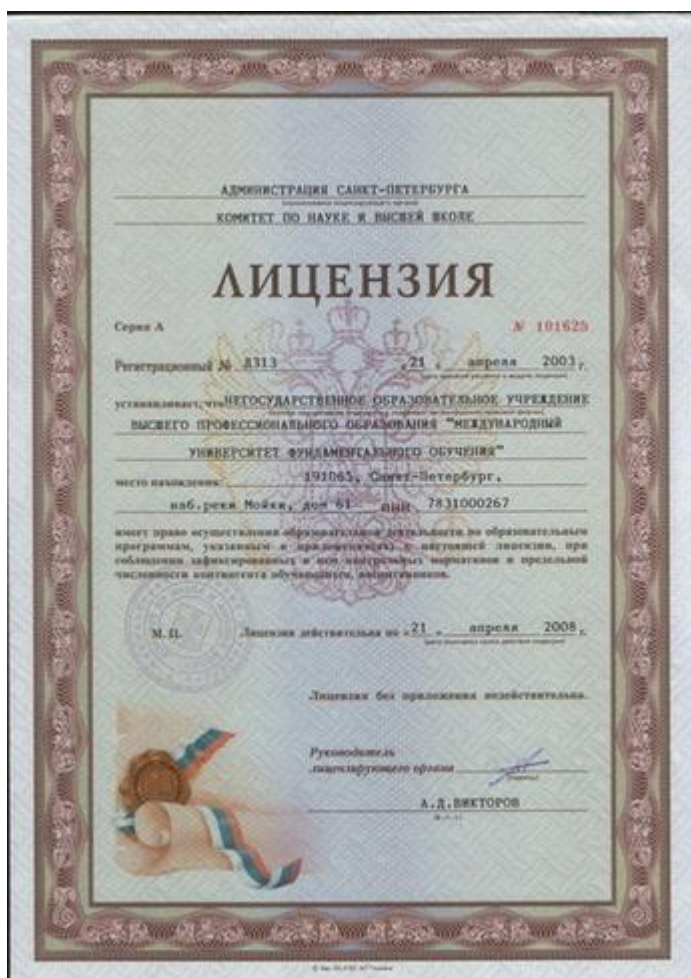 АДМИНИСТРАЦИЯ САНКТ-ПЕТЕРБУРГА
КОМИТЕТ ПО НАУКЕ И ВЫСШЕЙ ШКОЛЕ
ЛИЦЕНЗИЯ
Серия А № 101625
Регистрационный № Л313 „21 „ апреля 2003 г.
устанавливает, что НЕГОСУДАРСТВЕННОЕ ОБРАЗОВАТЕЛЬНОЕ УЧРЕЖДЕНИЕ
ВЫСШЕГО ПРОФЕССИОНАЛЬНОГО ОБРАЗОВАНИЯ "МЕЖДУНАРОДНЫЙ
УНИВЕРСИТЕТ ФУНДАМЕНТАЛЬНОГО ОБУЧЕНИЯ"
место нахождения: 191065, Санкт-Петербург,
наб.реки Мойки, дом 61 ИНН 7831000267
имеет право осуществления образовательной деятельности по образовательным
программам, указанным в приложении(ях) к настоящей лицензии, при
соблюдении зафиксированных в нем контрольных нормативов и предельной
численности контингента обучающихся, воспитанников.
М. П. Лицензия действительна по „21 „ апреля 2008 г.
Лицензия без приложения недействительна.
Руководитель
лицензирующего органа
(подпись)
А.Д.ВИКТОРОВ
(ф.и.о)